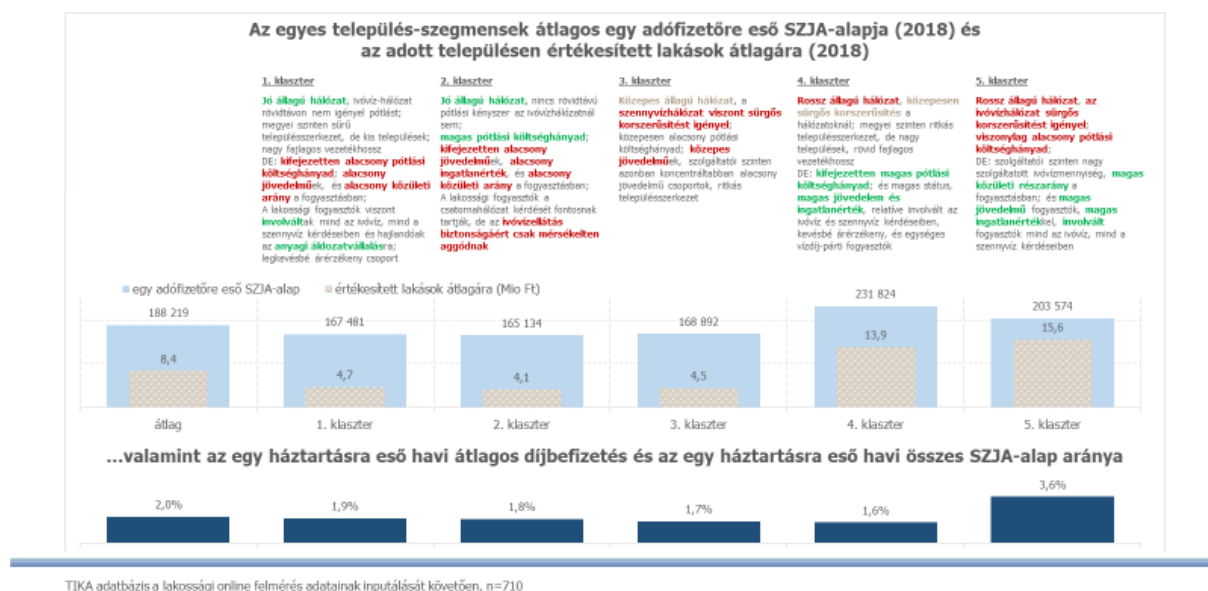 Az egyes település-szegmensek átlagos egy adófizetőre eső SZJA-alapja (2018) és
az adott településen értékesített lakások átlagára (2018)
1. klaszter
Jó állagú hálózat, ivóvíz-hálózat
rövidtávon nem igényel pótlást;
megyei szinten sűrű
településszerkezet, de kis települések;
nagy fajlagos vezetékhossz
DE: kifejezetten alacsony pótlási
költséghányad; alacsony
jövedelműek, és alacsony közületi
arány a fogyasztásban;
A lakossági fogyasztók viszont
involváltak mind az ivóvíz, mind a
szennyvíz kérdéseiben és hajlandóak
az anyagi áldozatvállalásra;
legkevésbé árérzékeny csoport
2. klaszter
Jó állagú hálózat, nincs rövidtávú
pótlási kényszer az ivóvízhálózatnál
sem;
magas pótlási költséghányad;
kifejezetten alacsony
jövedelműek, alacsony
ingatlanérték, és alacsony
közületi arány a fogyasztásban;
A lakossági fogyasztók a
csatornahálózat kérdését fontosnak
tartják, de az ivóvízellátás
biztonságáért csak mérsékelten
aggódnak
3. klaszter
Közepes állagú hálózat, a
szennyvízhálózat viszont sürgős
korszerűsítést igényel;
közepesen alacsony pótlási
költséghányad; közepes
jövedelműek, szolgáltatói szinten
azonban koncentráltabban alacsony
jövedelmű csoportok, ritkás
településszerkezet
4. klaszter
Rossz állagú hálózat, közepesen
sürgős korszerűsítés a
hálózatoknál; megyei szinten ritkás
településszerkezet, de nagy
települések, rövid fajlagos
vezetékhossz
DE: kifejezetten magas pótlási
költséghányad; és magas státus,
magas jövedelem és
ingatlanérték, relative involvált az
ivóvíz és szennyvíz kérdéseiben,
kevésbé árérzékeny, és egységes
vízdíj-párti fogyasztók
5. klaszter
Rossz állagú hálózat, az
ivóvízhálózat sürgős
korszerűsítést igényel;
viszonylag alacsony pótlási
költséghányad;
DE: szolgáltatói szinten nagy
szolgáltatott ivóvízmennyiség, magas
közületi részarány a
fogyasztásban; és magas
jövedelmű fogyasztók, magas
ingatlanértékkel, involvált
fogyasztók mind az ivóvíz, mind a
szennyvíz kérdéseiben
egy adófizetőre eső SZJA-alap
értékesített lakások átlagára (Mio Ft)
188 219
167 481
165 134
168 892
231 824
203 574
8,4
4,7
4,1
4,5
13,9
15,6
átlag
1. klaszter
2. klaszter
3. klaszter
4. klaszter
5. klaszter
...valamint az egy háztartásra eső havi átlagos díjbefizetés és az egy háztartásra eső havi összes SZJA-alap aránya
2,0%
1,9%
1,8%
1,7%
1,6%
3,6%
TIKA adatbázis a lakossági online felmérés adatainak inputálását követően, n=710